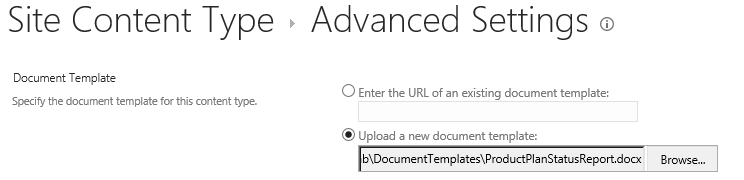 Site Content Type ▸ Advanced Settings
Document Template
Specify the document template for this content type.
Enter the URL of an existing document template:
Upload a new document template:
b\DocumentTemplates\ProductPlanStatusReport.docx Browse...